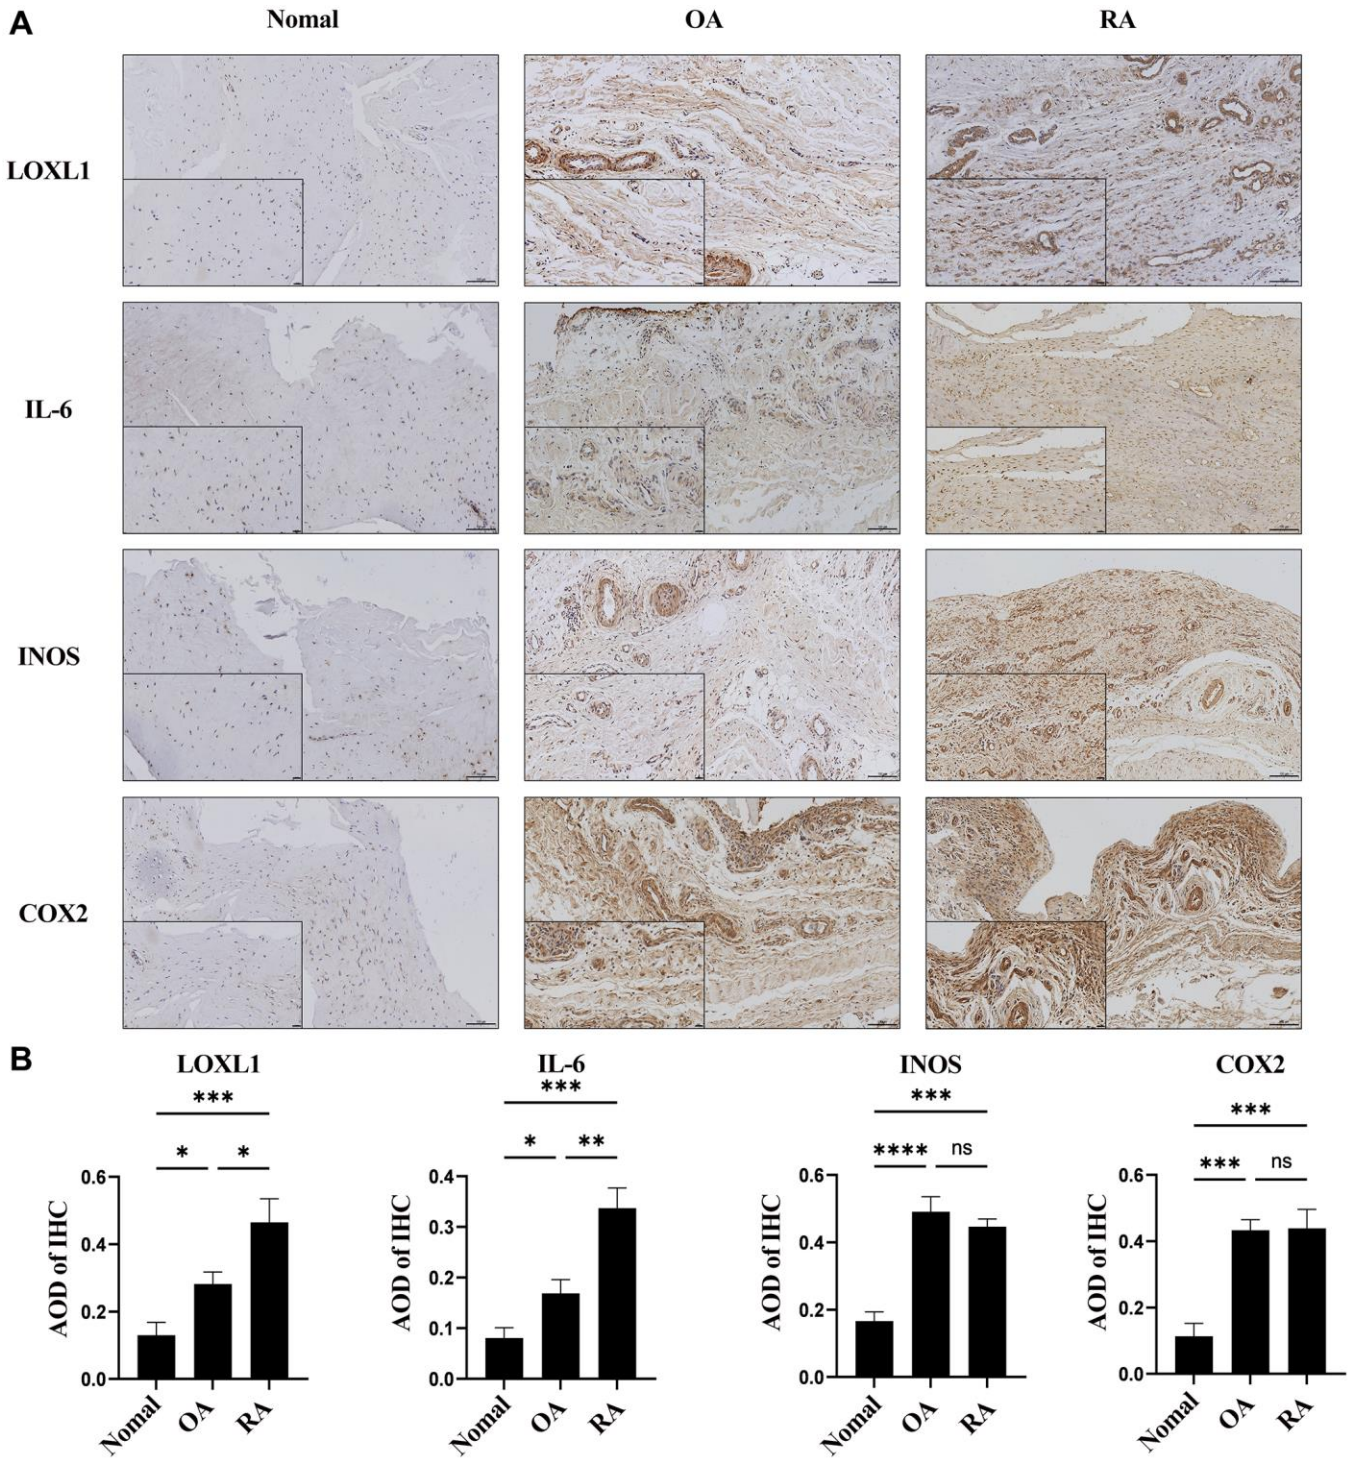 A
Nomal OA RA
LOXL1
IL-6
INOS
COX2
B
LOXL1 IL-6 INOS COX2
*** *** *** ***
* * * ** **** ns *** ns
AOD of IHC
0.6
0.4
0.2
0.0
Nomal OA RA
AOD of IHC
0.4
0.3
0.2
0.1
0.0
Nomal OA RA
AOD of IHC
0.6
0.4
0.2
0.0
Nomal OA RA
AOD of IHC
0.6
0.4
0.2
0.0
Nomal OA RA